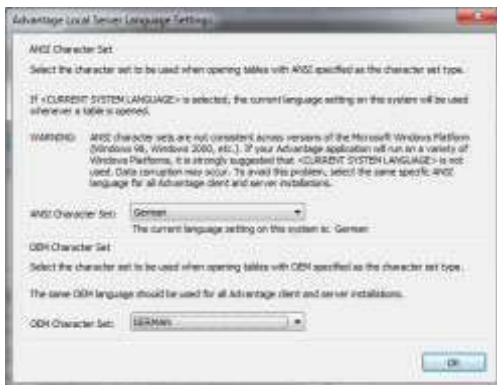 Advantage Local Server Language Settings
ANSI Character Set
Select the character set to be used when opening tables with ANSI specified as the character set type.
If <CURRENT SYSTEM LANGUAGE> is selected, the current language setting on this system will be used
whenever a table is opened.
WARNING: ANSI character sets are not consistent across versions of the Microsoft Windows Platform
(Windows 98, Windows 2000, etc.). If your Advantage application will run on a variety of
Windows Platforms, it is strongly suggested that <CURRENT SYSTEM LANGUAGE> is not
used. Data corruption may occur. To avoid this problem, select the same specific ANSI
language for all Advantage client and server installations.
ANSI Character Set: German
The current language setting on this system is: German
OEM Character Set
Select the character set to be used when opening tables with OEM specified as the character set type.
The same OEM language should be used for all Advantage client and server installations.
OEM Character Set: GERMAN
OK